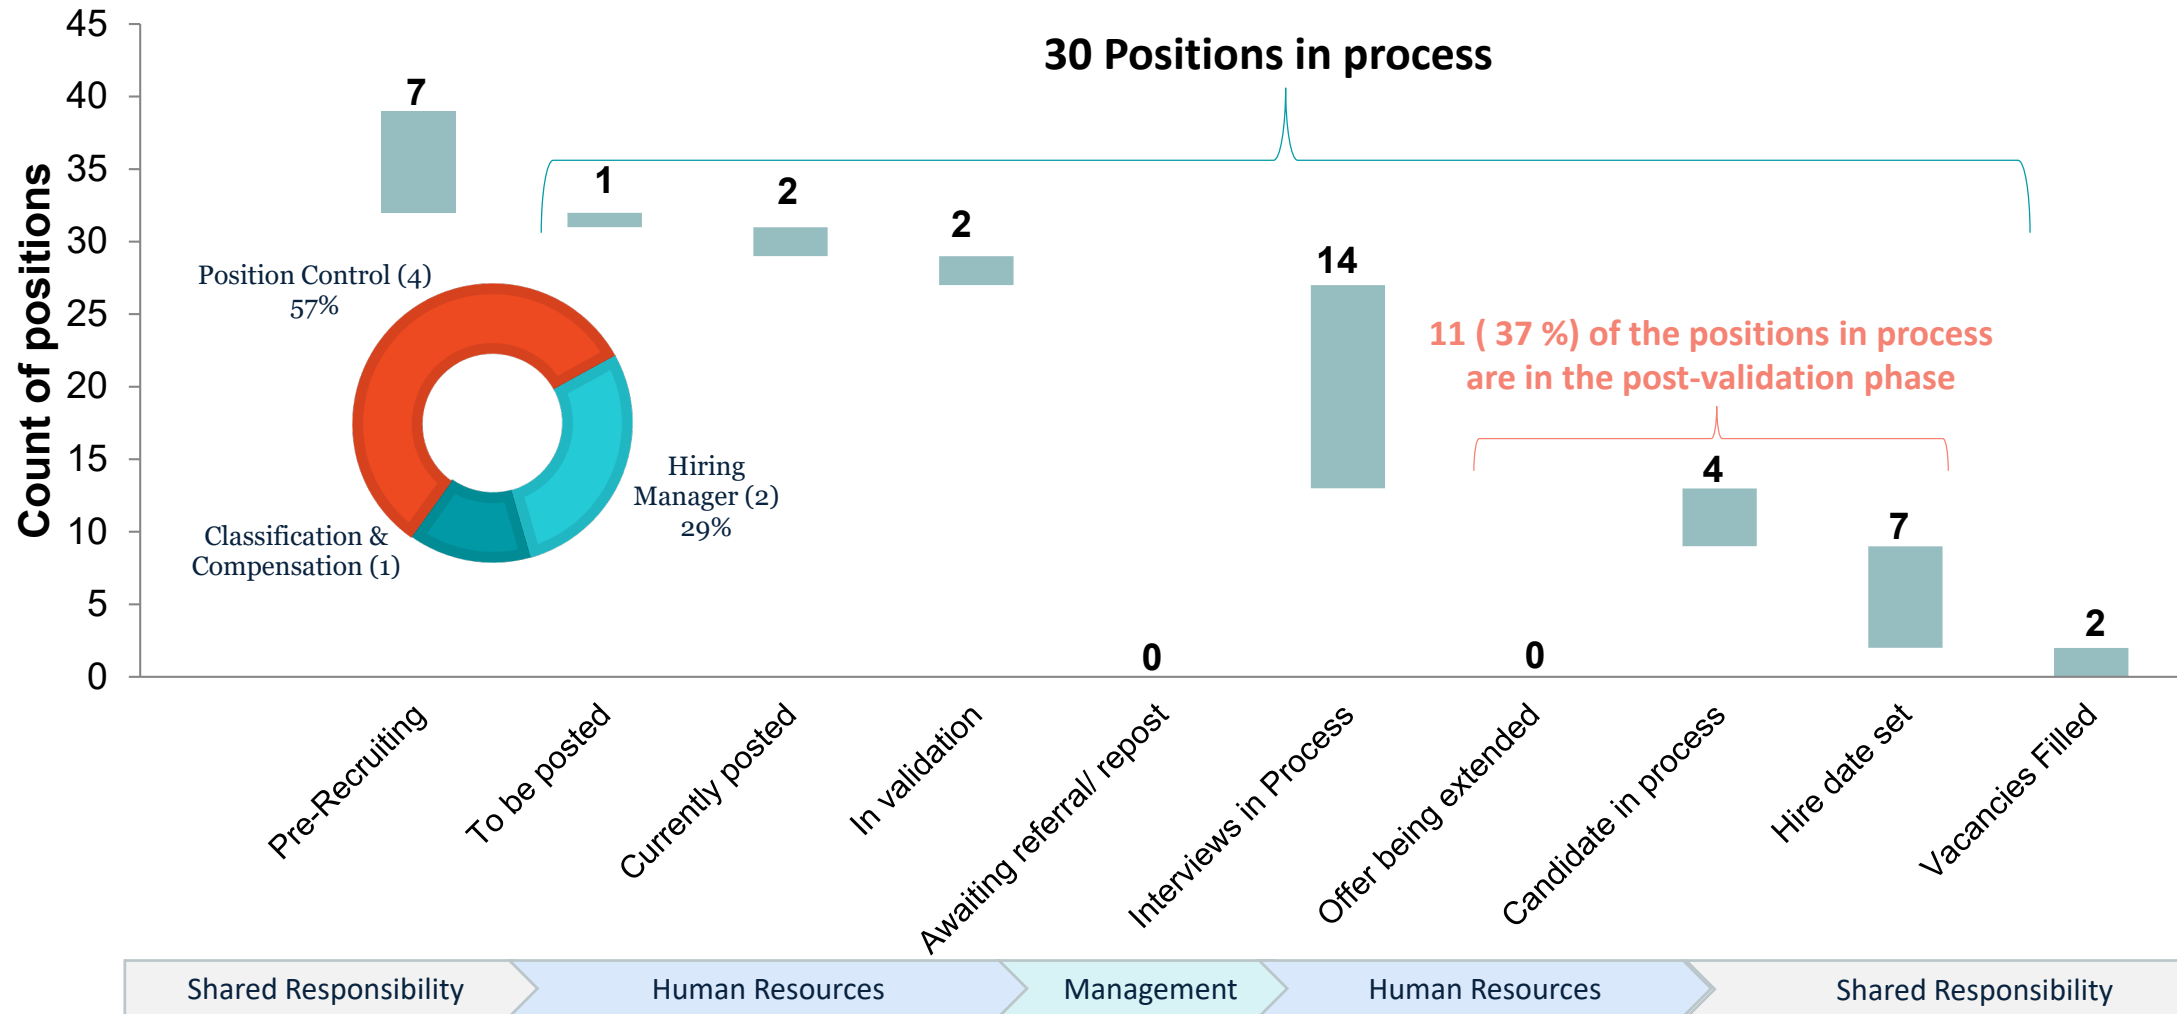 30 Positions in process
Count of positions
45
40
35
30
25
20
15
10
5
0
7
1
2
2
0
14
0
4
7
2
Position Control (4)
57%
Hiring
Manager (2)
29%
Classification &
Compensation (1)
11 ( 37 %) of the positions in process
are in the post-validation phase
Pre-Recruiting
To be posted
Currently posted
In validation
Awaiting referral/ repost
Interviews in Process
Offer being extended
Candidate in process
Hire date set
Vacancies Filled
Shared Responsibility
Human Resources
Management
Human Resources
Shared Responsibility